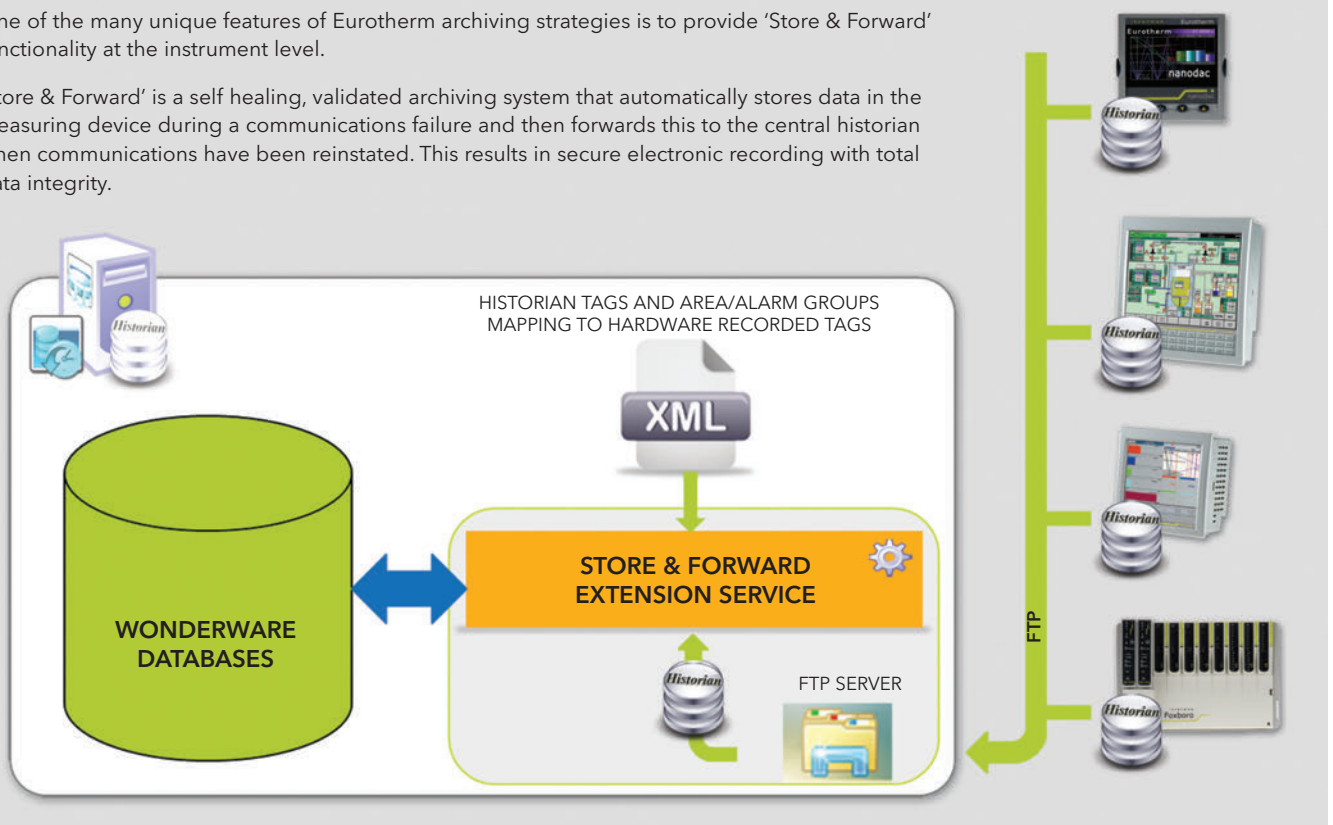 ne of the many unique features of Eurotherm archiving strategies is to provide ‘Store & Forward’
nctionality at the instrument level.
tore & Forward’ is a self healing, validated archiving system that automatically stores data in the
easuring device during a communications failure and then forwards this to the central historian
hen communications have been reinstated. This results in secure electronic recording with total
ata integrity.
Eurotherm
Eurotherm
nanodac
Historian
Historian
HISTORIAN TAGS AND AREA/ALARM GROUPS
MAPPING TO HARDWARE RECORDED TAGS
Historian
XML
Historian
STORE & FORWARD
EXTENSION SERVICE
WONDERWARE
DATABASES
FTP
Historian
FTP SERVER
Historian
Foxboro